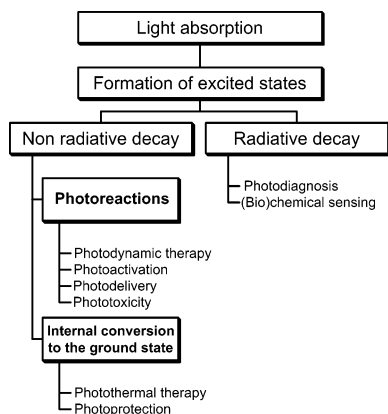 Light absorption
Formation of excited states
Non radiative decay
Radiative decay
Photodiagnosis
(Bio)chemical sensing
Photoreactions
Photodynamic therapy
Photoactivation
Photodelivery
Phototoxicity
Internal conversion
to the ground state
Photothermal therapy
Photoprotection